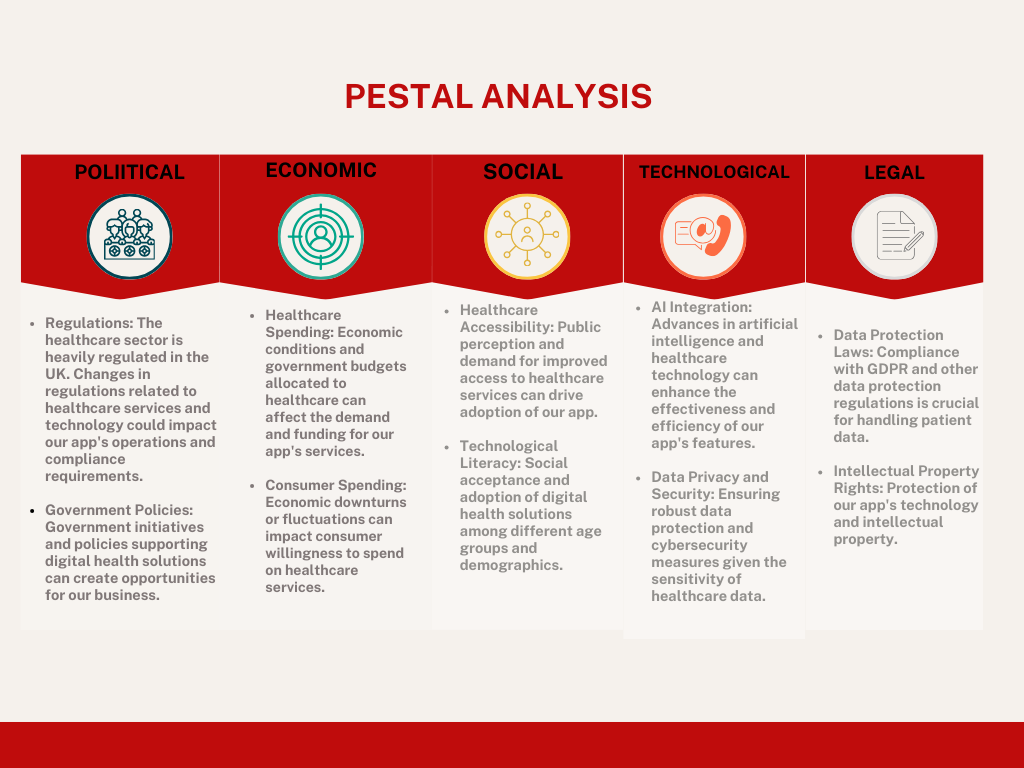 PESTAL ANALYSIS
POLIITICAL
• Regulations: The
healthcare sector is
heavily regulated in the
UK. Changes in
regulations related to
healthcare services and
technology could impact
our app's operations and
compliance
requirements.
• Government Policies:
Government initiatives
and policies supporting
digital health solutions
can create opportunities
for our business.
ECONOMIC
• Healthcare
Spending: Economic
conditions and
government budgets
allocated to
healthcare can
affect the demand
and funding for our
app's services.
• Consumer Spending:
Economic downturns
or fluctuations can
impact consumer
willingness to spend
on healthcare
services.
SOCIAL
• Healthcare
Accessibility: Public
perception and
demand for improved
access to healthcare
services can drive
adoption of our app.
• Technological
Literacy: Social
acceptance and
adoption of digital
health solutions
among different age
groups and
demographics.
TECHNOLOGICAL
• AI Integration:
Advances in artificial
intelligence and
healthcare
technology can
enhance the
effectiveness and
efficiency of our
app's features.
• Data Privacy and
Security: Ensuring
robust data
protection and
cybersecurity
measures given the
sensitivity of
healthcare data.
LEGAL
• Data Protection
Laws: Compliance
with GDPR and other
data protection
regulations is crucial
for handling patient
data.
• Intellectual Property
Rights: Protection of
our app's technology
and intellectual
property.